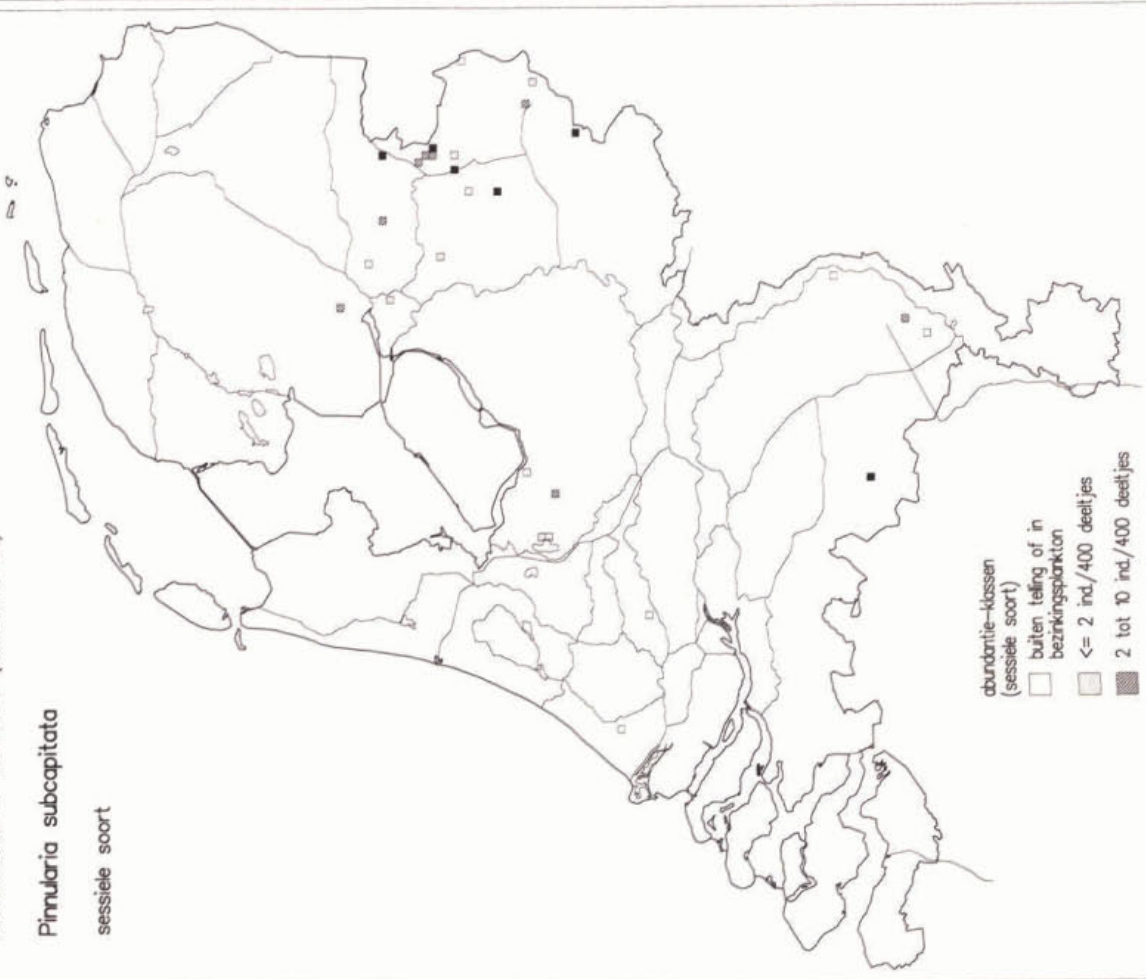 Pinnularia subcapitata
sessiele soort
abundantie-klassen
(sessiele soort)
buiten telling of in
bezinkingsplankton
<= 2 ind./400 deeltjes
2 tot 10 ind./400 deeltjes